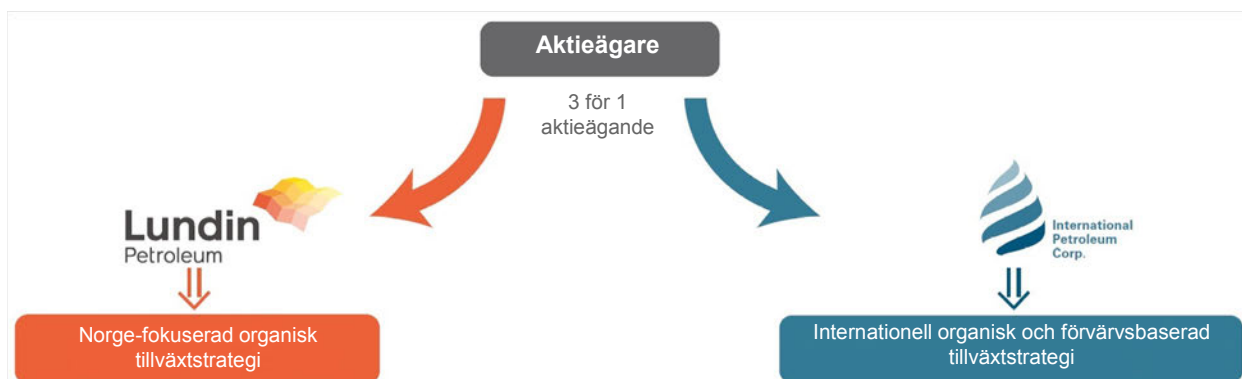 Aktieägare
3 för 1
aktieägande
Lundin
Petroleum
International
Petroleum
Corp.
Norge-fokuserad organisk
tillväxtstrategi
Internationell organisk och förvärvsbaserad
tillväxtstrategi